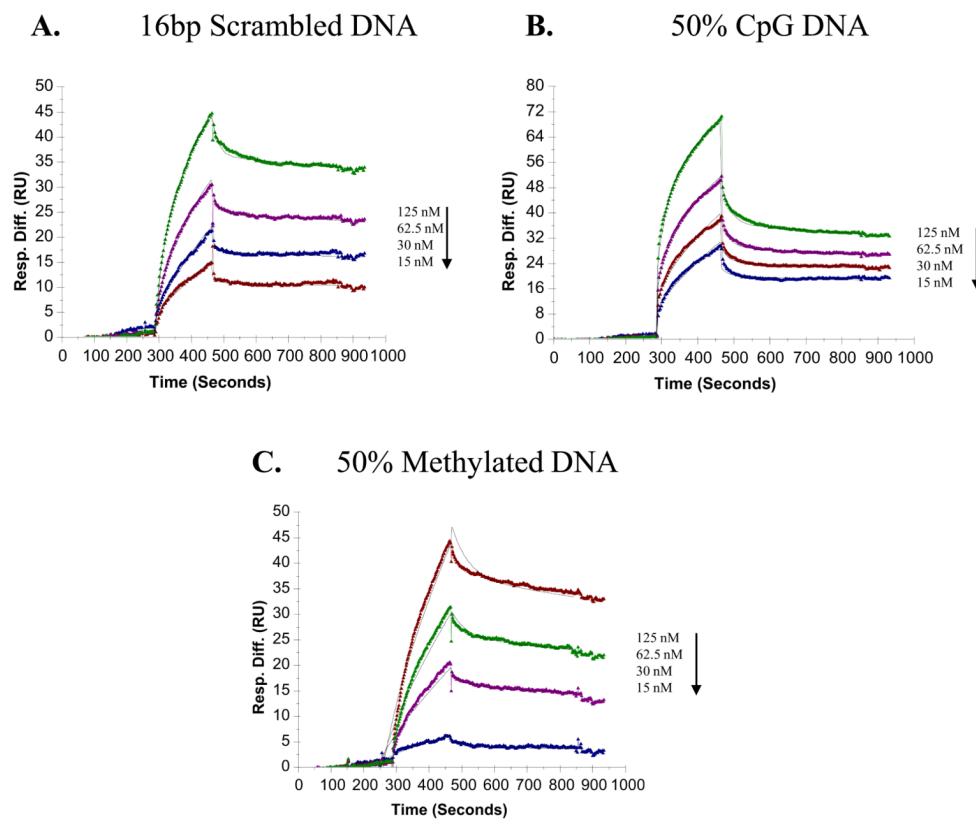 A. 16bp Scrambled DNA
50
45
40
35
30
25
20
15
10
5
0
Resp. Diff. (RU)
0 100 200 300 400 500 600 700 800 900 1000
Time (Seconds)
125 nM
62.5 nM
30 nM
15 nM
B. 50% CpG DNA
80
72
64
56
48
40
32
24
16
8
0
Resp. Diff. (RU)
0 100 200 300 400 500 600 700 800 900 1000
Time (Seconds)
125 nM
62.5 nM
30 nM
15 nM
C. 50% Methylated DNA
50
45
40
35
30
25
20
15
10
5
0
Resp. Diff. (RU)
0 100 200 300 400 500 600 700 800 900 1000
Time (Seconds)
125 nM
62.5 nM
30 nM
15 nM